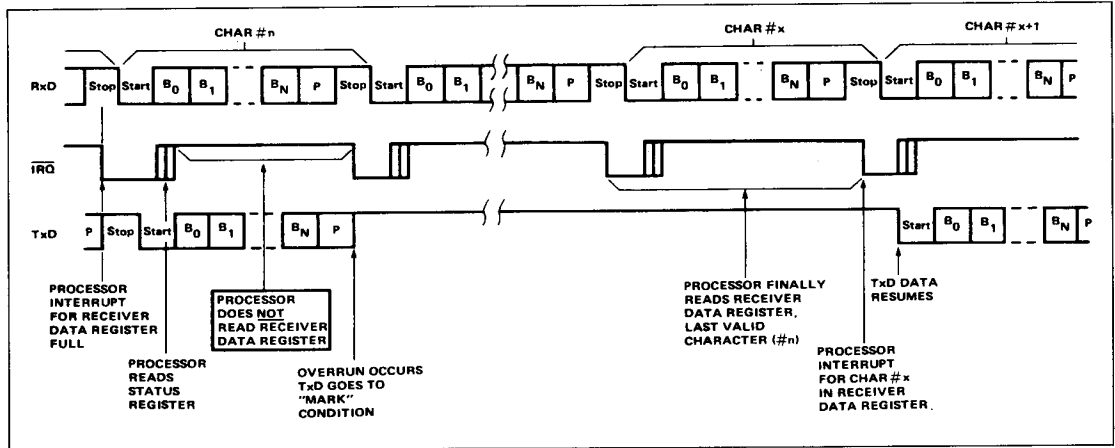 CHAR #n CHAR #x CHAR #x+1
RxD Stop Start B0 B1 BN P Stop Start B0 B1 BN P Stop Start B0 B1 BN P Stop Start B0 B1 BN P
IRQ
TxD P Stop Start B0 B1 BN P Start B0 B1 BN P
PROCESSOR
INTERRUPT
FOR RECEIVER
DATA REGISTER
FULL
PROCESSOR
READS
STATUS
REGISTER
PROCESSOR
DOES NOT
READ RECEIVER
DATA REGISTER
OVERRUN OCCURS
TxD GOES TO
"MARK"
CONDITION
PROCESSOR FINALLY
READS RECEIVER
DATA REGISTER,
LAST VALID
CHARACTER (#n)
PROCESSOR
INTERRUPT
FOR CHAR #x
IN RECEIVER
DATA REGISTER.
TxD DATA
RESUMES